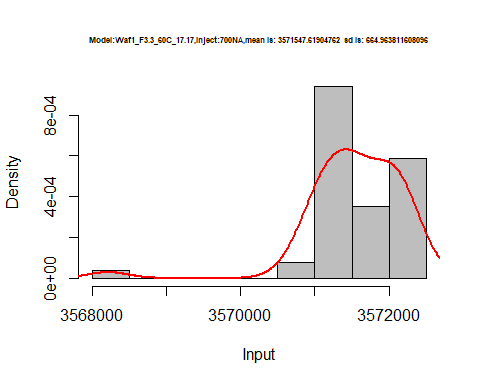 Model:Waf1_F3.3_60C_17.17,Inject:700NA,mean is: 3571547.61904762 sd is: 664.963811608096
8e-04
4e-04
0e+00
Density
3568000 3570000 3572000
Input